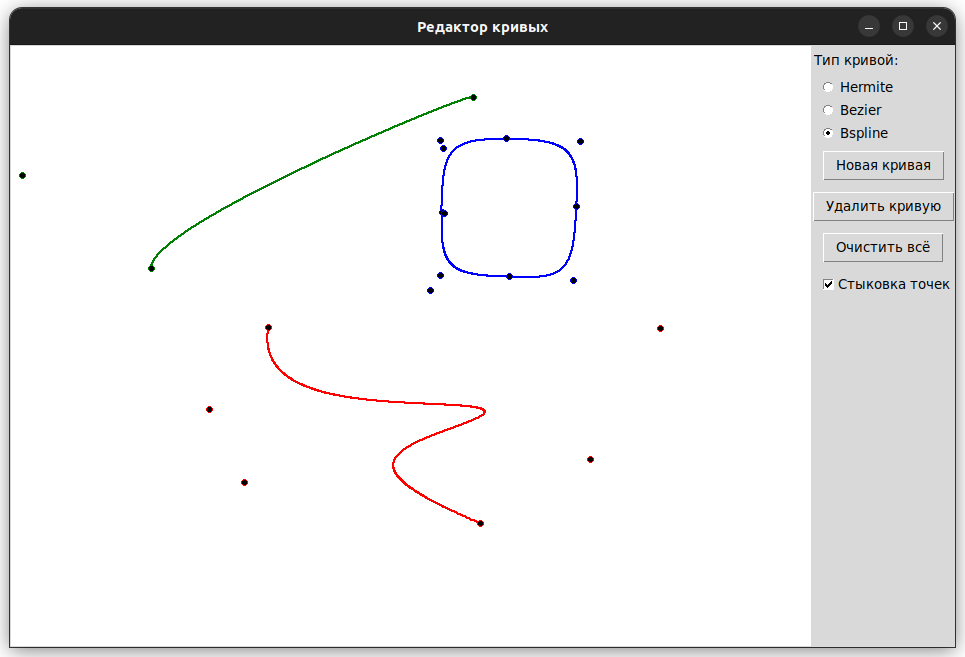 Редактор кривых
Тип кривой:
Hermite
Bezier
Bspline
Новая кривая
Удалить кривую
Очистить всё
Стыковка точек